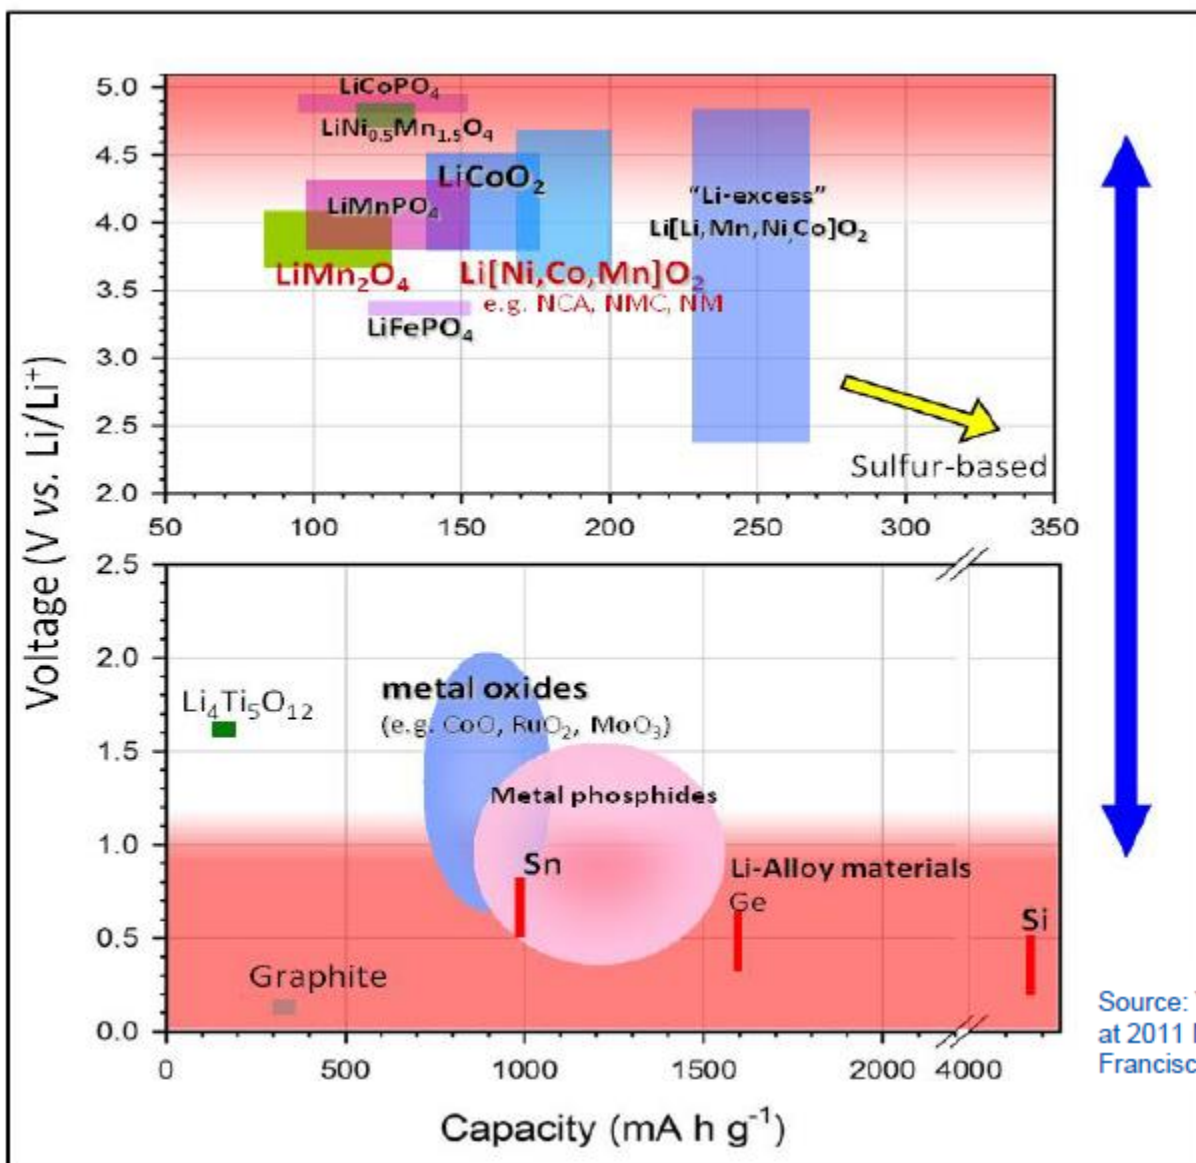 Voltage (V vs. Li/Li⁺)
5.0
4.5
4.0
3.5
3.0
2.5
2.0
LiCoPO₄
LiNi₀.₅Mn₁.₅O₄
LiCoO₂
LiMnPO₄
"Li-excess"
Li[Li,Mn,Ni,Co]O₂
LiMn₂O₄
Li[Ni,Co,Mn]O₂
e.g. NCA, NMC, NM
LiFePO₄
Sulfur-based
50 100 150 200 250 300 350
2.5
2.0
1.5
1.0
0.5
0.0
Li₄Ti₅O₁₂
metal oxides
(e.g. CoO, RuO₂, MoO₃)
Metal phosphides
Sn
Li-Alloy materials
Ge
Si
Graphite
0 500 1000 1500 2000 4000
Capacity (mA h g⁻¹)
Source:
at 2011
Francisc